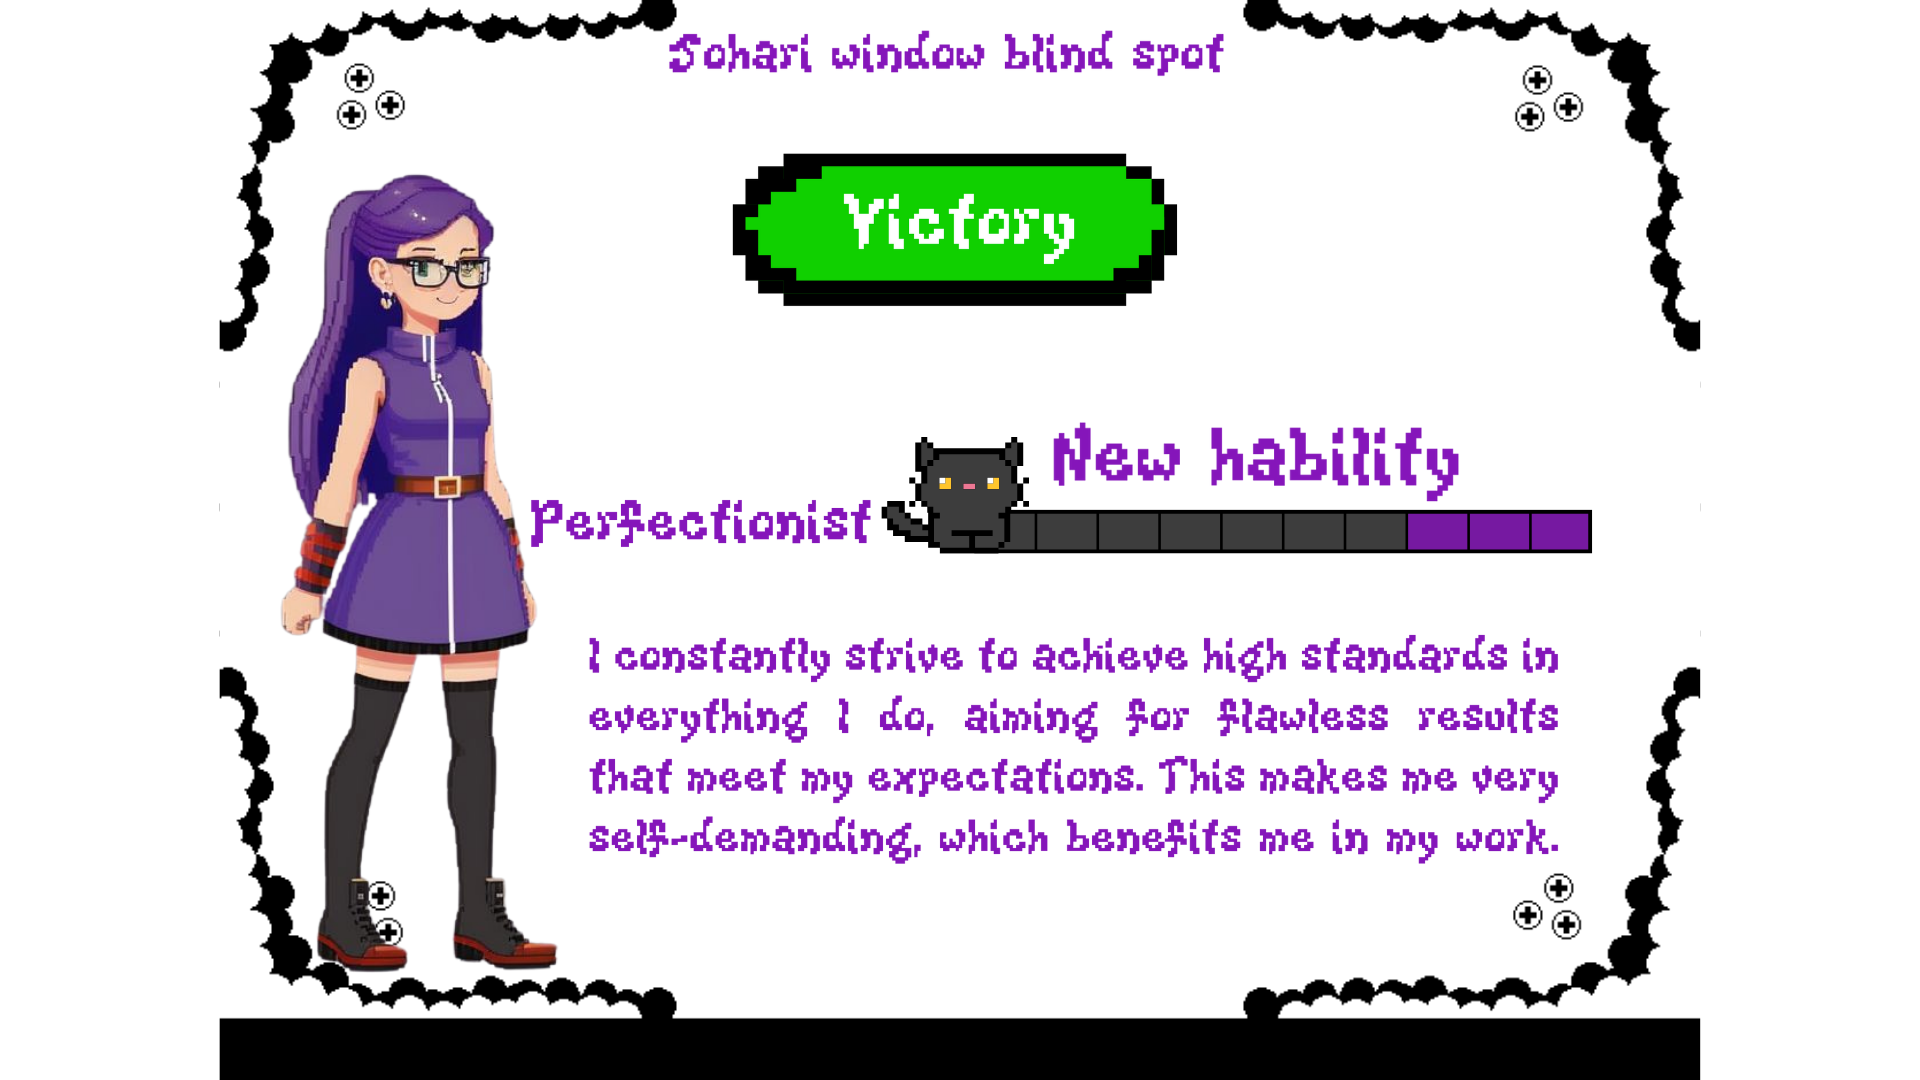 Johari window blind spot
Victory
New hability
Perfectionist
I constantly strive to achieve high standards in
everything I do, aiming for flawless results
that meet my expectations. This makes me very
self-demanding, which benefits me in my work.